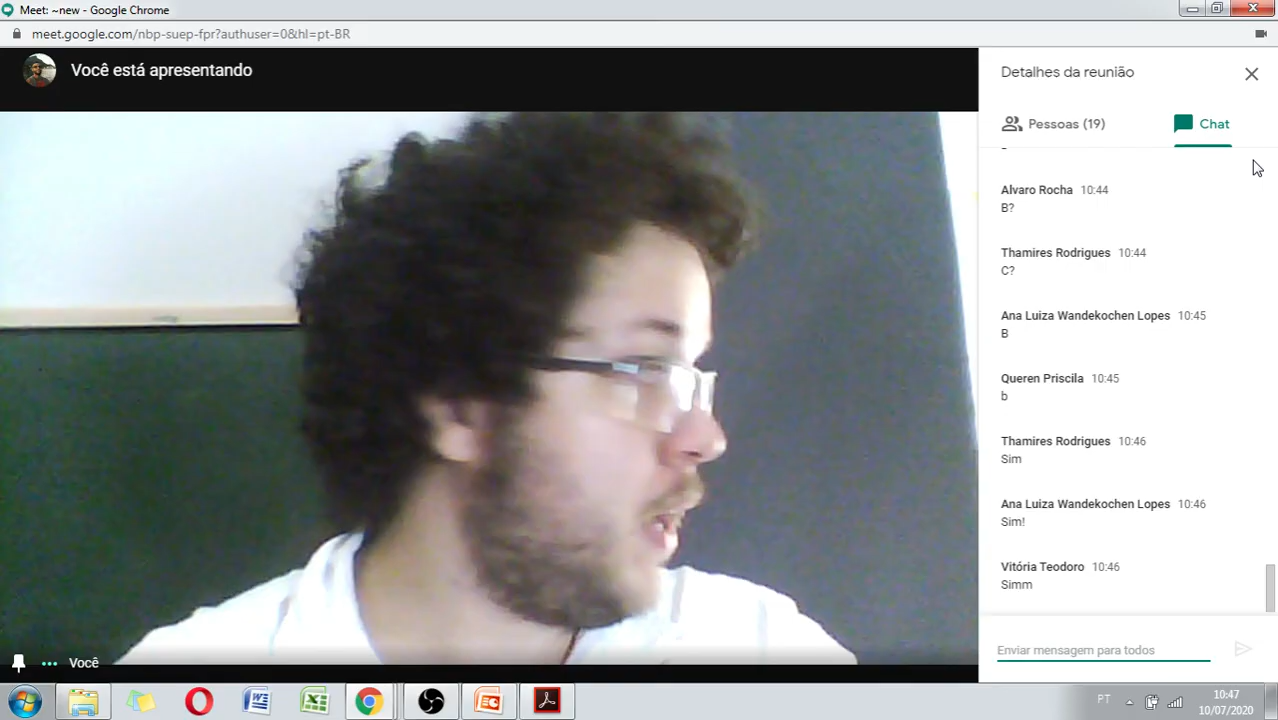 Meet: ~new - Google Chrome
meet.google.com/nbp-suep-fpr?authuser=0&hl=pt-BR
Você está apresentando
Detalhes da reunião
Pessoas (19)
Chat
Alvaro Rocha 10:44
B?
Thamires Rodrigues 10:44
C?
Ana Luiza Wandekochen Lopes 10:45
B
Queren Priscila 10:45
b
Thamires Rodrigues 10:46
Sim
Ana Luiza Wandekochen Lopes 10:46
Sim!
Vitória Teodoro 10:46
Simm
Enviar mensagem para todos
Você
PT
10:47
10/07/2020